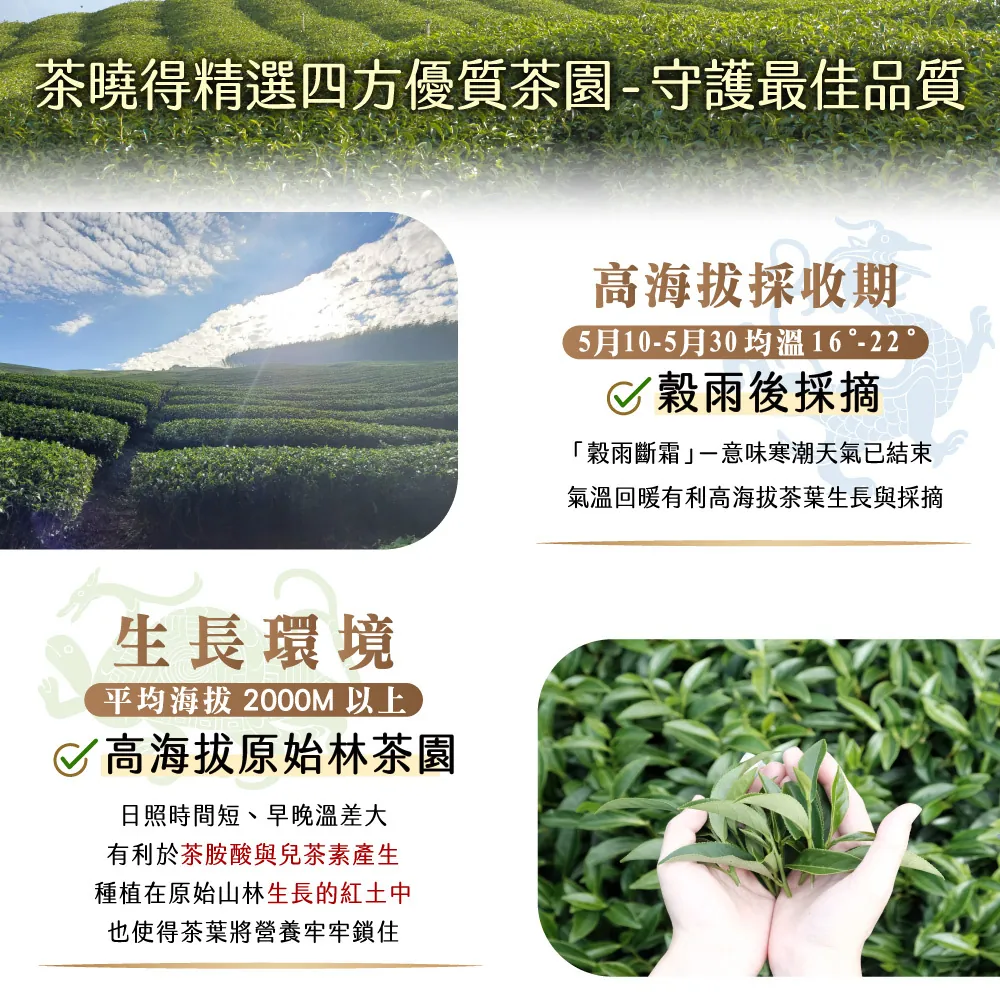 茶曉得精選四方優質茶園-守護最佳品質
高海拔採收期
5月10-5月30均溫16°-22°
穀雨後採摘
「穀雨斷霜」－意味寒潮天氣已結束
氣溫回暖有利高海拔茶葉生長與採摘
生長環境
平均海拔 2000M 以上
高海拔原始林茶園
日照時間短、早晚溫差大
有利於茶胺酸與兒茶素產生
種植在原始山林生長的紅土中
也使得茶葉將營養牢牢鎖住